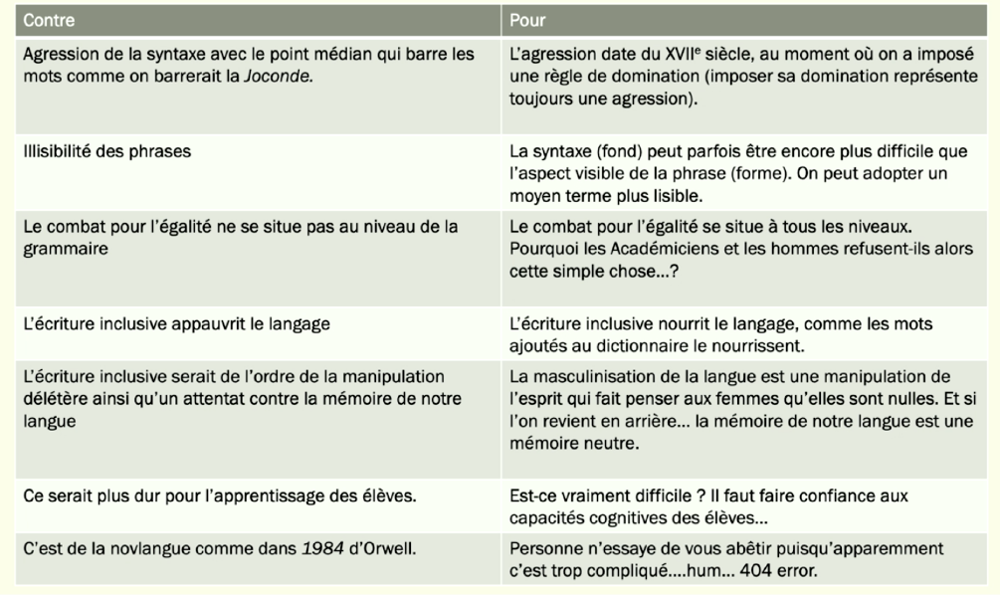 Contre
Pour
Agression de la syntaxe avec le point médian qui barre les
mots comme on barrerait la Joconde.
L'agression date du XVIIe siècle, au moment où on a imposé
une règle de domination (imposer sa domination représente
toujours une agression).
Illisibilité des phrases
La syntaxe (fond) peut parfois être encore plus difficile que
l'aspect visible de la phrase (forme). On peut adopter un
moyen terme plus lisible.
Le combat pour l'égalité ne se situe pas au niveau de la
grammaire
Le combat pour l'égalité se situe à tous les niveaux.
Pourquoi les Académiciens et les hommes refusent-ils alors
cette simple chose...?
L'écriture inclusive appauvrit le langage
L'écriture inclusive nourrit le langage, comme les mots
ajoutés au dictionnaire le nourrissent.
L'écriture inclusive serait de l'ordre de la manipulation
délétère ainsi qu'un attentat contre la mémoire de notre
langue
La masculinisation de la langue est une manipulation de
l'esprit qui fait penser aux femmes qu'elles sont nulles. Et si
l'on revient en arrière... la mémoire de notre langue est une
mémoire neutre.
Ce serait plus dur pour l'apprentissage des élèves.
Est-ce vraiment difficile ? Il faut faire confiance aux
capacités cognitives des élèves...
C'est de la novlangue comme dans 1984 d'Orwell.
Personne n'essaye de vous abêtir puisqu'apparemment
c'est trop compliqué....hum... 404 error.